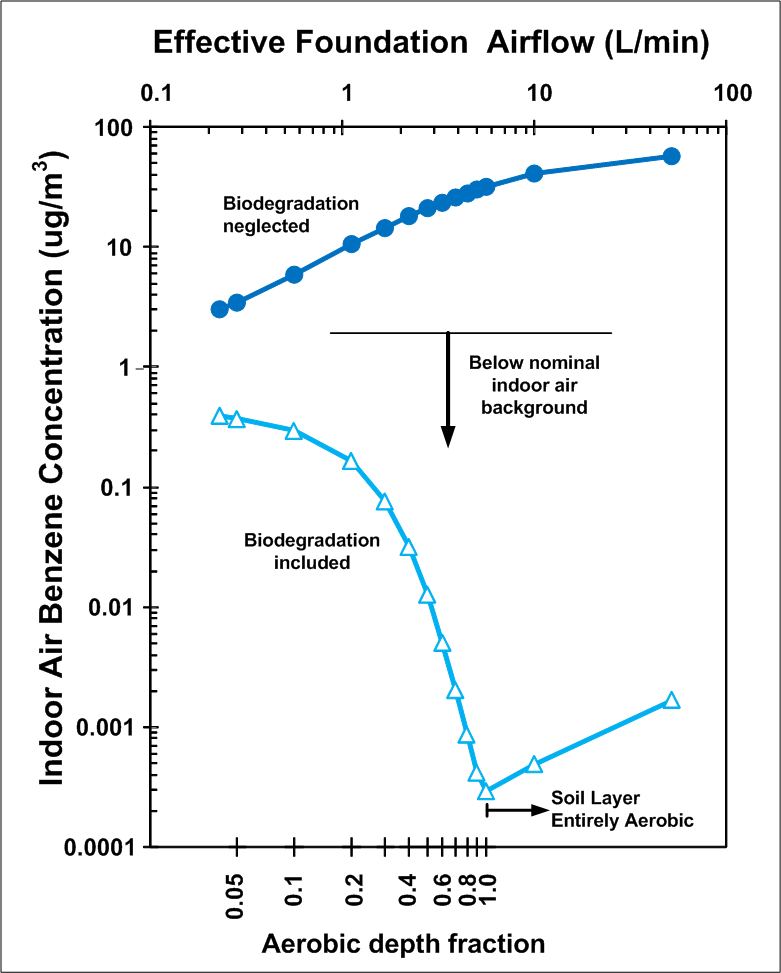 Effective Foundation Airflow (L/min)
0.1 1 10 100
Indoor Air Benzene Concentration (ug/m³)
100
10
1
0.1
0.01
0.001
0.0001
Biodegradation
neglected
Below nominal
indoor air
background
Biodegradation
included
Soil Layer
Entirely Aerobic
0.05 0.1 0.2 0.4 0.6 0.8 1.0
Aerobic depth fraction